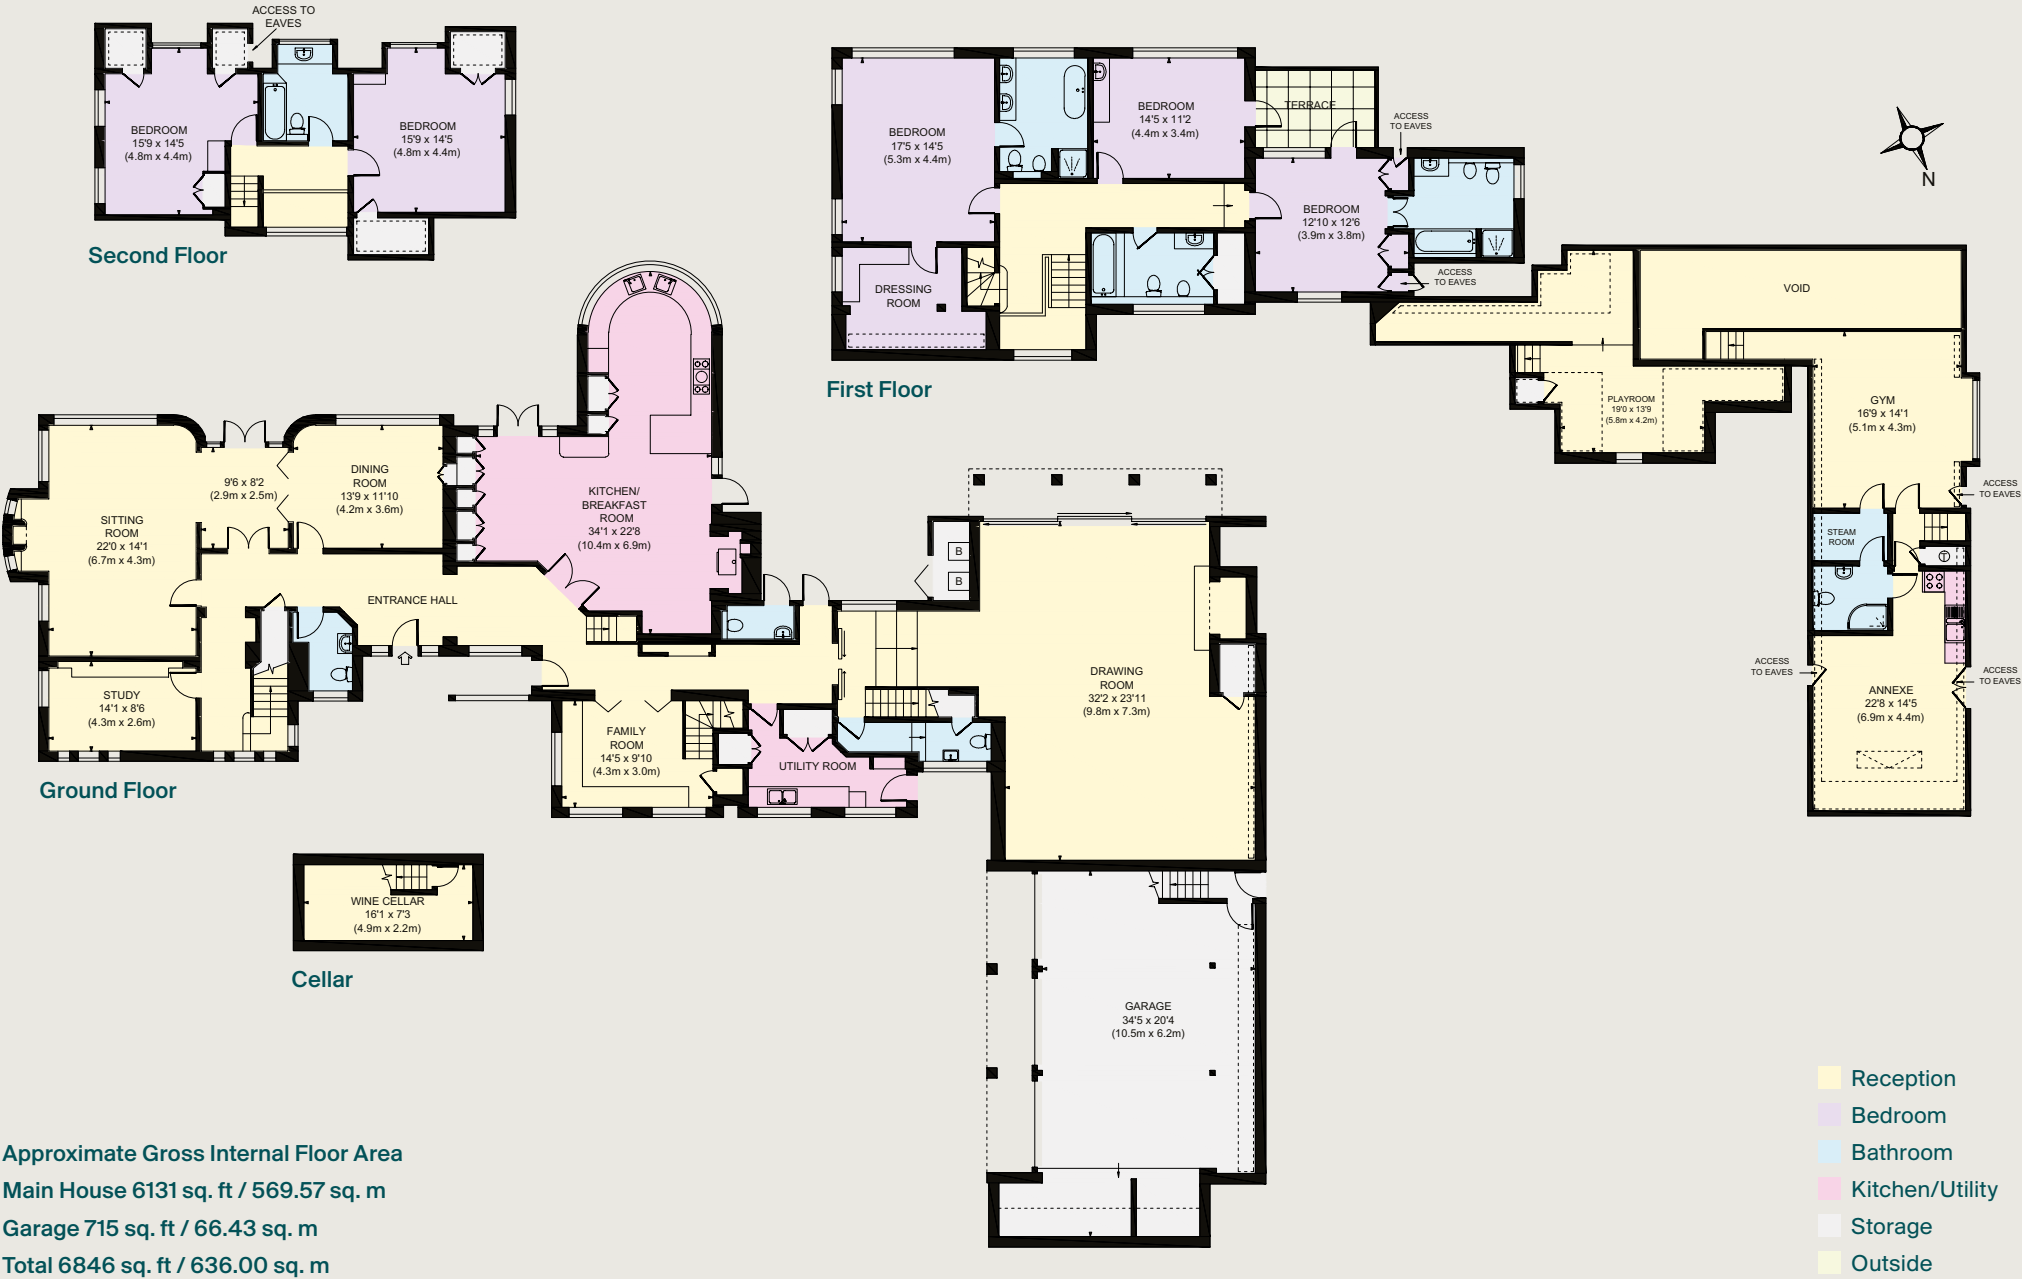 ACCESS TO
EAVES
BEDROOM
15'9 x 14'5
(4.8m x 4.4m)
BEDROOM
15'9 x 14'5
(4.8m x 4.4m)
Second Floor
BEDROOM
17'5 x 14'5
(5.3m x 4.4m)
BEDROOM
14'5 x 11'2
(4.4m x 3.4m)
TERRACE
ACCESS
TO EAVES
BEDROOM
12'10 x 12'6
(3.9m x 3.8m)
ACCESS
TO EAVES
DRESSING
ROOM
First Floor
N
VOID
PLAYROOM
19'0 x 13'9
(5.8m x 4.2m)
GYM
16'9 x 14'1
(5.1m x 4.3m)
ACCESS
TO EAVES
STEAM
ROOM
T
ACCESS
TO EAVES
ACCESS
TO EAVES
ANNEXE
22'8 x 14'5
(6.9m x 4.4m)
SITTING
ROOM
22'0 x 14'1
(6.7m x 4.3m)
9'6 x 8'2
(2.9m x 2.5m)
DINING
ROOM
13'9 x 11'10
(4.2m x 3.6m)
KITCHEN/
BREAKFAST
ROOM
34'1 x 22'8
(10.4m x 6.9m)
B
B
ENTRANCE HALL
STUDY
14'1 x 8'6
(4.3m x 2.6m)
FAMILY
ROOM
14'5 x 9'10
(4.3m x 3.0m)
UTILITY ROOM
DRAWING
ROOM
32'2 x 23'11
(9.8m x 7.3m)
Ground Floor
WINE CELLAR
16'1 x 7'3
(4.9m x 2.2m)
Cellar
GARAGE
34'5 x 20'4
(10.5m x 6.2m)
Approximate Gross Internal Floor Area
Main House 6131 sq. ft / 569.57 sq. m
Garage 715 sq. ft / 66.43 sq. m
Total 6846 sq. ft / 636.00 sq. m
Reception
Bedroom
Bathroom
Kitchen/Utility
Storage
Outside